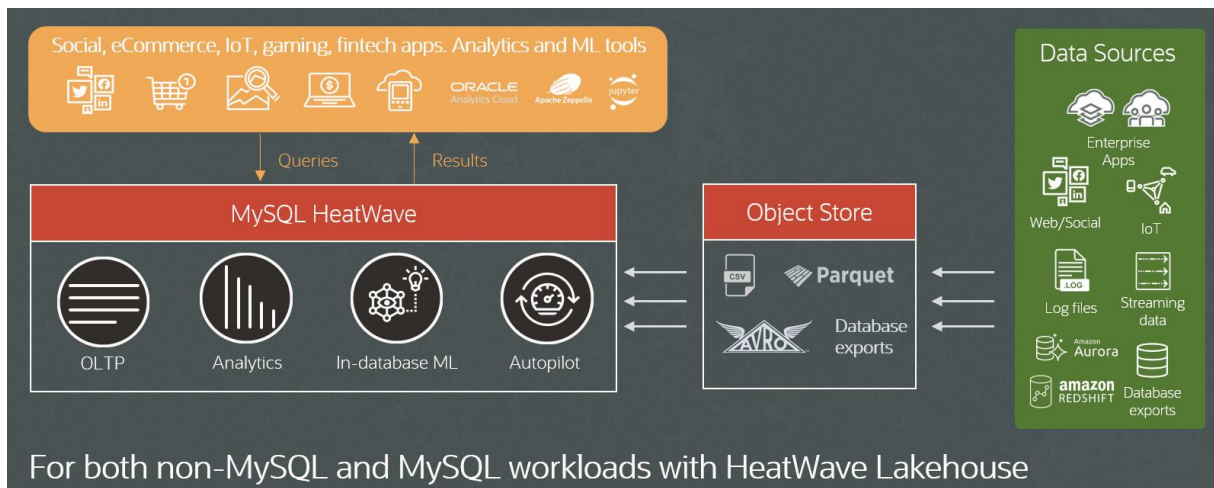 Social, eCommerce, IoT, gaming, fintech apps. Analytics and ML tools
ORACLE
Analytics Cloud
Apache Zeppelin
jupyter
Queries
Results
MySQL HeatWave
OLTP
Analytics
In-database ML
Autopilot
Object Store
CSV
Parquet
AVRO
Database
exports
Data Sources
Enterprise
Apps
Web/Social
IoT
.LOG
Log files
Streaming
data
Amazon
Aurora
amazon
REDSHIFT
Database
exports
For both non-MySQL and MySQL workloads with HeatWave Lakehouse